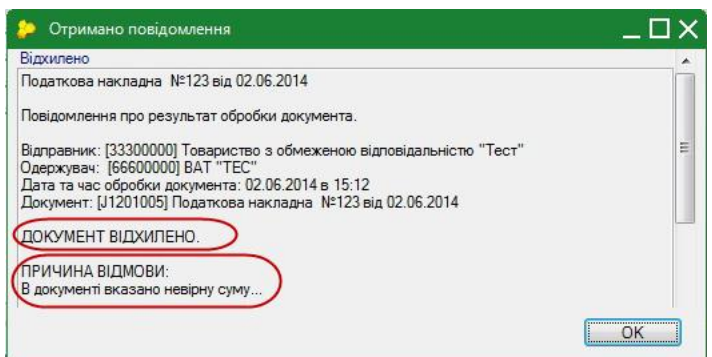 Отримано повідомлення
Відхилено
Податкова накладна №123 від 02.06.2014
Повідомлення про результат обробки документа.
Відправник: [33300000] Товариство з обмеженою відповідальністю "Тест"
Одержувач: [66600000] ВАТ "ТЕС"
Дата та час обробки документа: 02.06.2014 в 15:12
Документ: [J1201005] Податкова накладна №123 від 02.06.2014
ДОКУМЕНТ ВІДХИЛЕНО.
ПРИЧИНА ВІДМОВИ:
В документі вказано невірну суму...
OK